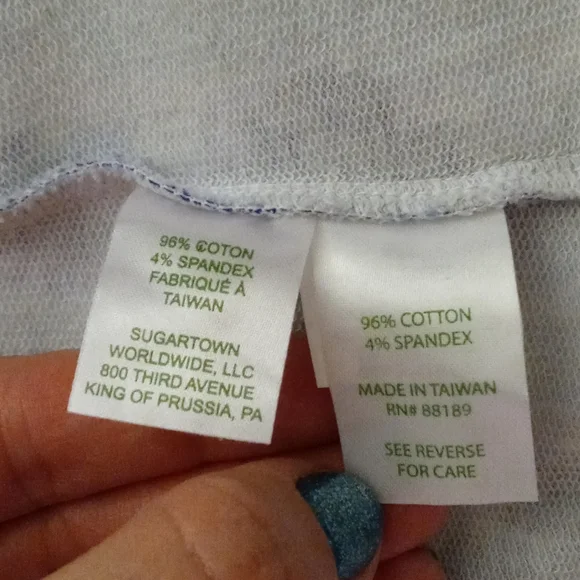 96% COTON
4% SPANDEX
FABRIQUÉ À
TAIWAN
SUGARTOWN
WORLDWIDE, LLC
800 THIRD AVENUE
KING OF PRUSSIA, PA
96% COTTON
4% SPANDEX
MADE IN TAIWAN
RN# 88189
SEE REVERSE
FOR CARE